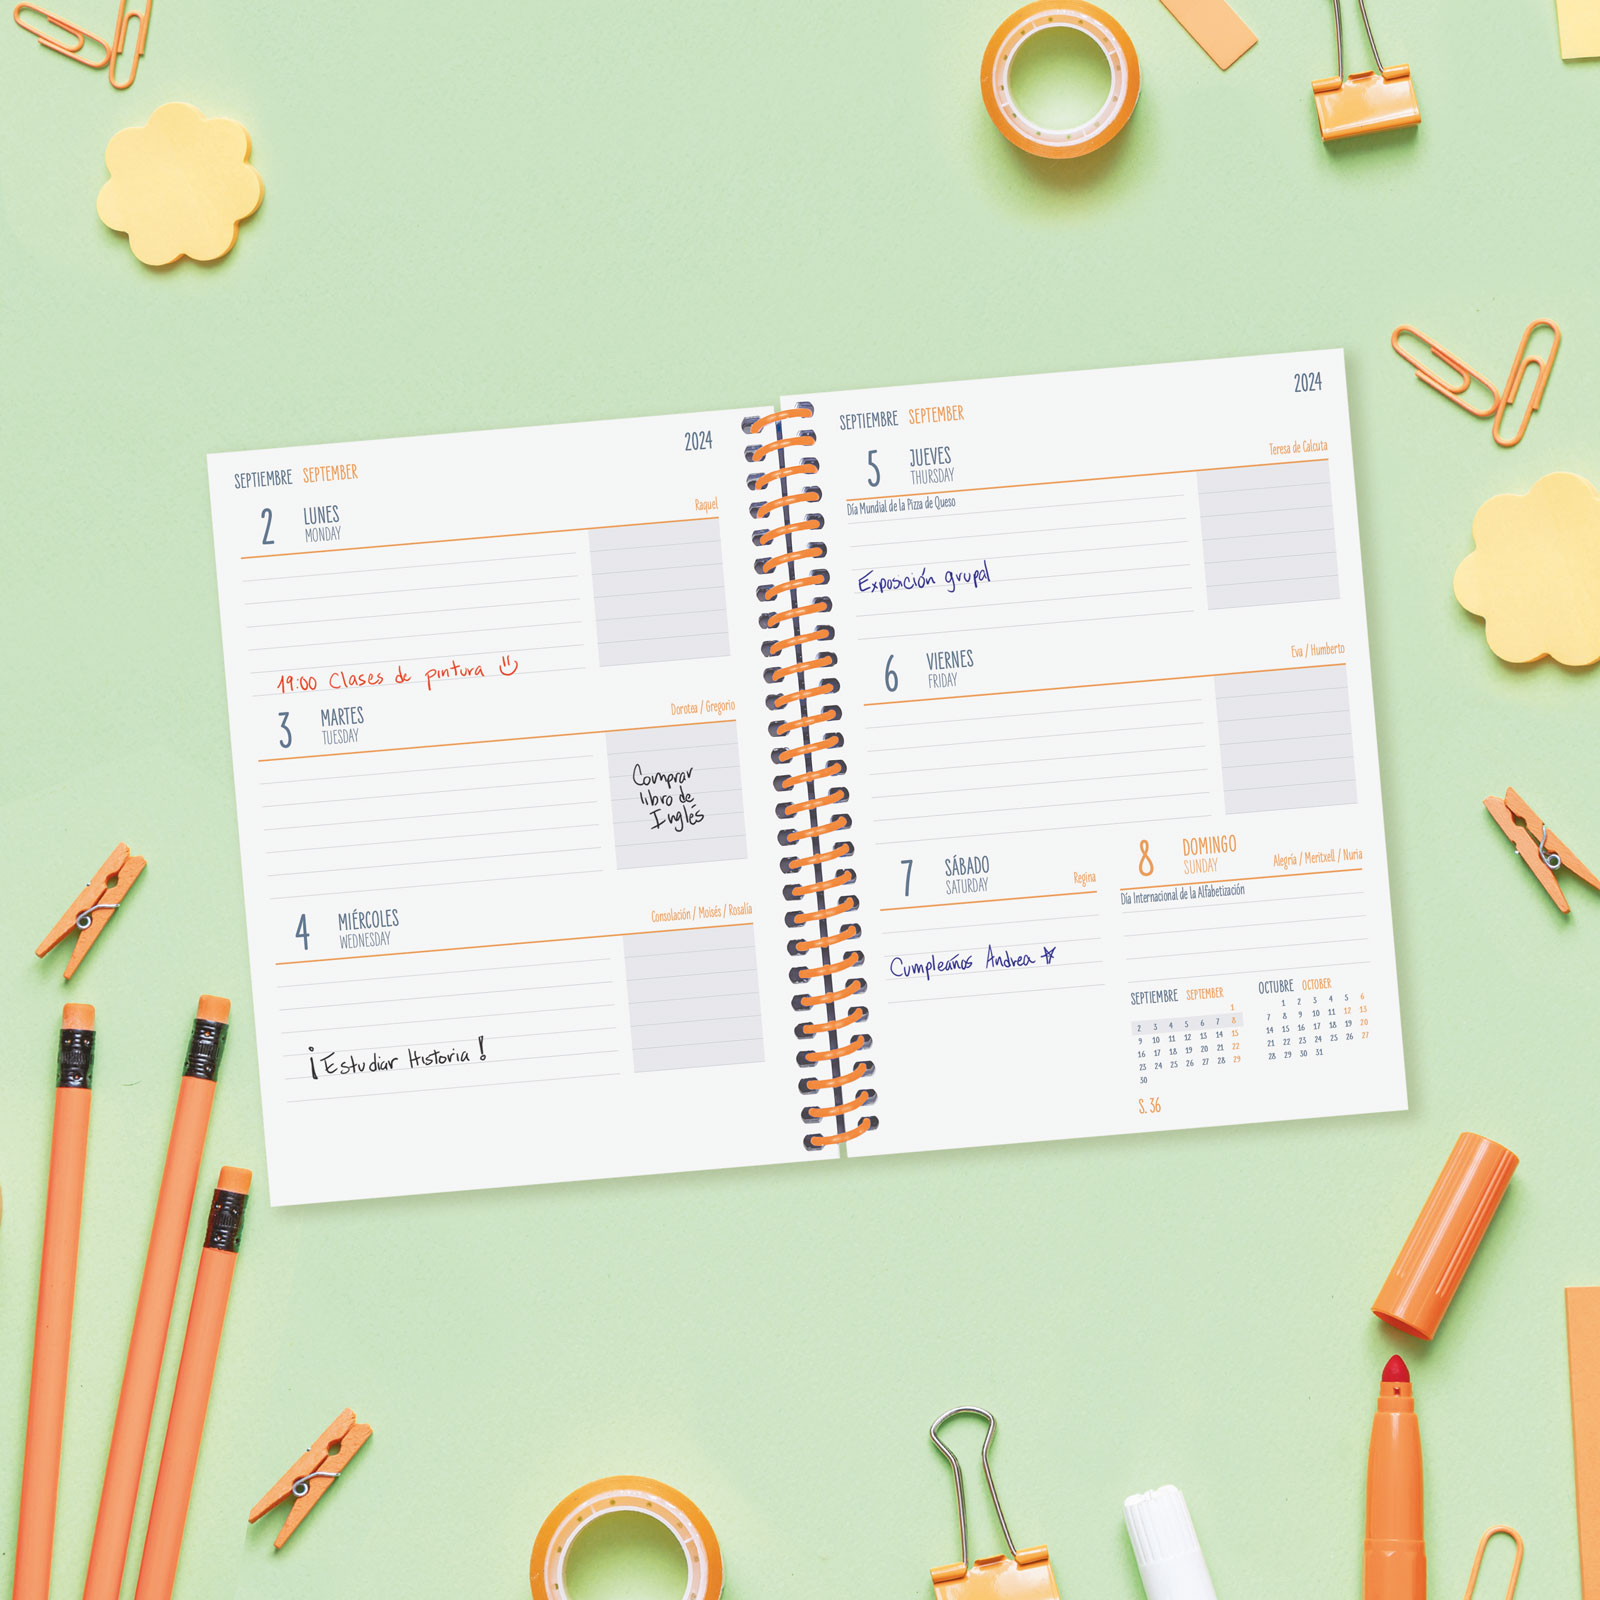 2024
SEPTIEMBRE SEPTEMBER
2 LUNES
MONDAY
Raquel
19:00 Clases de pintura
3 MARTES
TUESDAY
Dorotea / Gregorio
Comprar
libro de
Inglés
4 MIÉRCOLES
WEDNESDAY
Consolación / Moisés / Rosalía
¡Estudiar Historia!
2024
SEPTIEMBRE SEPTEMBER
5 JUEVES
THURSDAY
Teresa de Calcuta
Día Mundial de la Pizza de Queso
Exposición grupal
6 VIERNES
FRIDAY
Eva / Humberto
7 SÁBADO
SATURDAY
Regina
Cumpleaños Andrea
8 DOMINGO
SUNDAY
Alegría / Meritxell / Nuria
Día Internacional de la Alfabetización
SEPTIEMBRE SEPTEMBER
1
2 3 4 5 6 7 8
9 10 11 12 13 14 15
16 17 18 19 20 21 22
23 24 25 26 27 28 29
30
OCTUBRE OCTOBER
1 2 3 4 5 6
7 8 9 10 11 12 13
14 15 16 17 18 19 20
21 22 23 24 25 26 27
28 29 30 31
S. 36